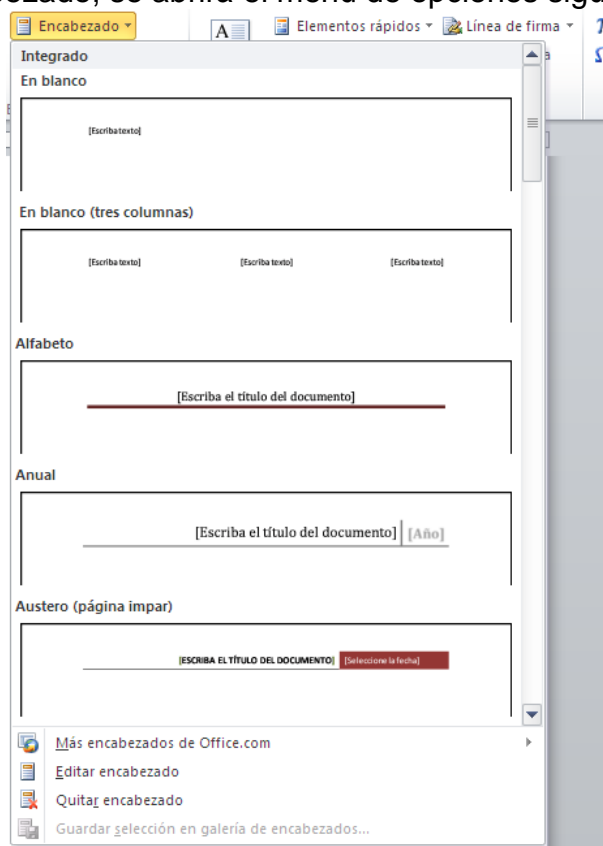 Encabezado
A
Elementos rápidos
Línea de firma
Integrado
En blanco
[Escriba texto]
En blanco (tres columnas)
[Escriba texto] [Escriba texto] [Escriba texto]
Alfabeto
[Escriba el título del documento]
Anual
[Escriba el título del documento] [Año]
Austero (página impar)
[ESCRIBA EL TÍTULO DEL DOCUMENTO] [Seleccione la fecha]
Más encabezados de Office.com
Editar encabezado
Quitar encabezado
Guardar selección en galería de encabezados...